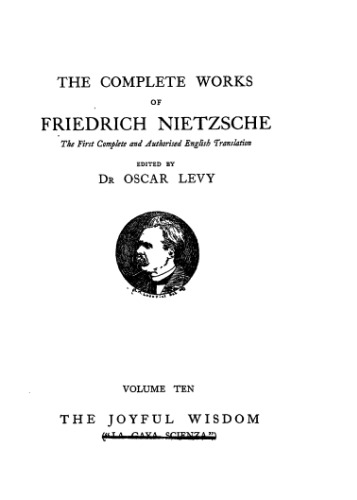 THE COMPLETE WORKS
OF
FRIEDRICH NIETZSCHE
The First Complete and Authorised English Translation
EDITED BY
DR OSCAR LEVY
VOLUME TEN
THE JOYFUL WISDOM
("LA GAYA SCIENZA")